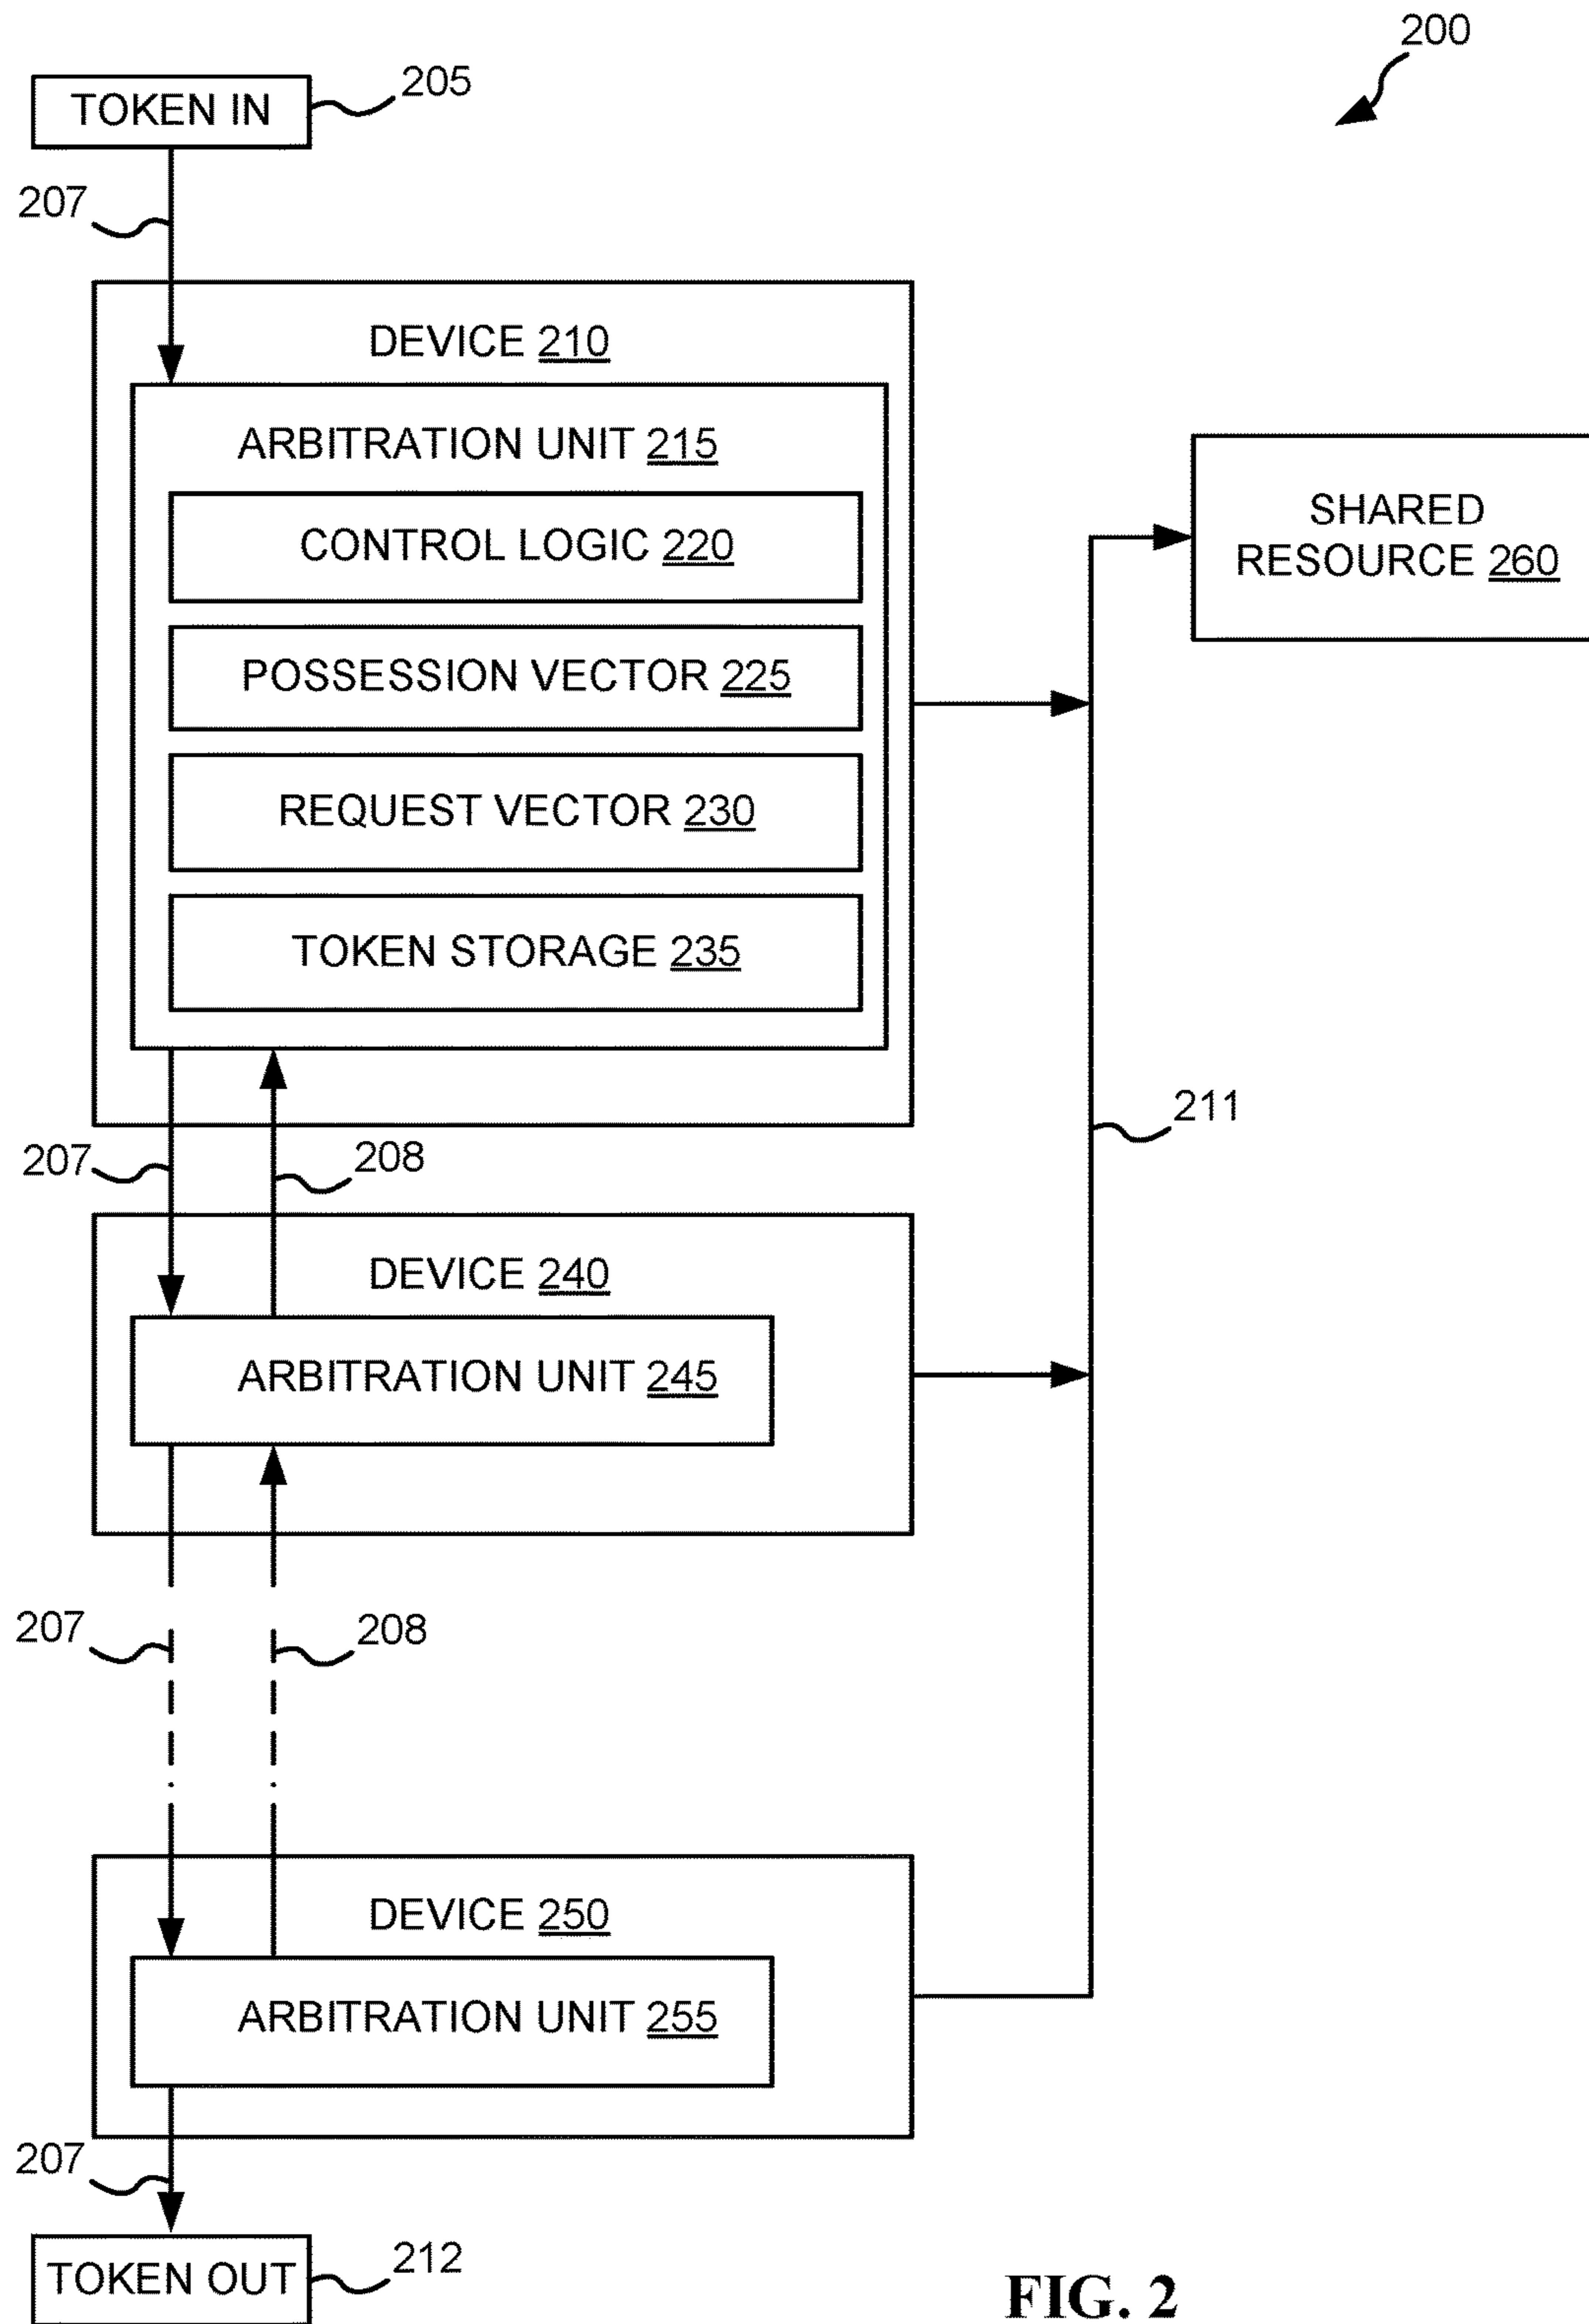 200
TOKEN IN
205
207
DEVICE 210
ARBITRATION UNIT 215
CONTROL LOGIC 220
POSSESSION VECTOR 225
REQUEST VECTOR 230
TOKEN STORAGE 235
SHARED
RESOURCE 260
211
207
208
DEVICE 240
ARBITRATION UNIT 245
207
208
DEVICE 250
ARBITRATION UNIT 255
207
TOKEN OUT
212
FIG. 2